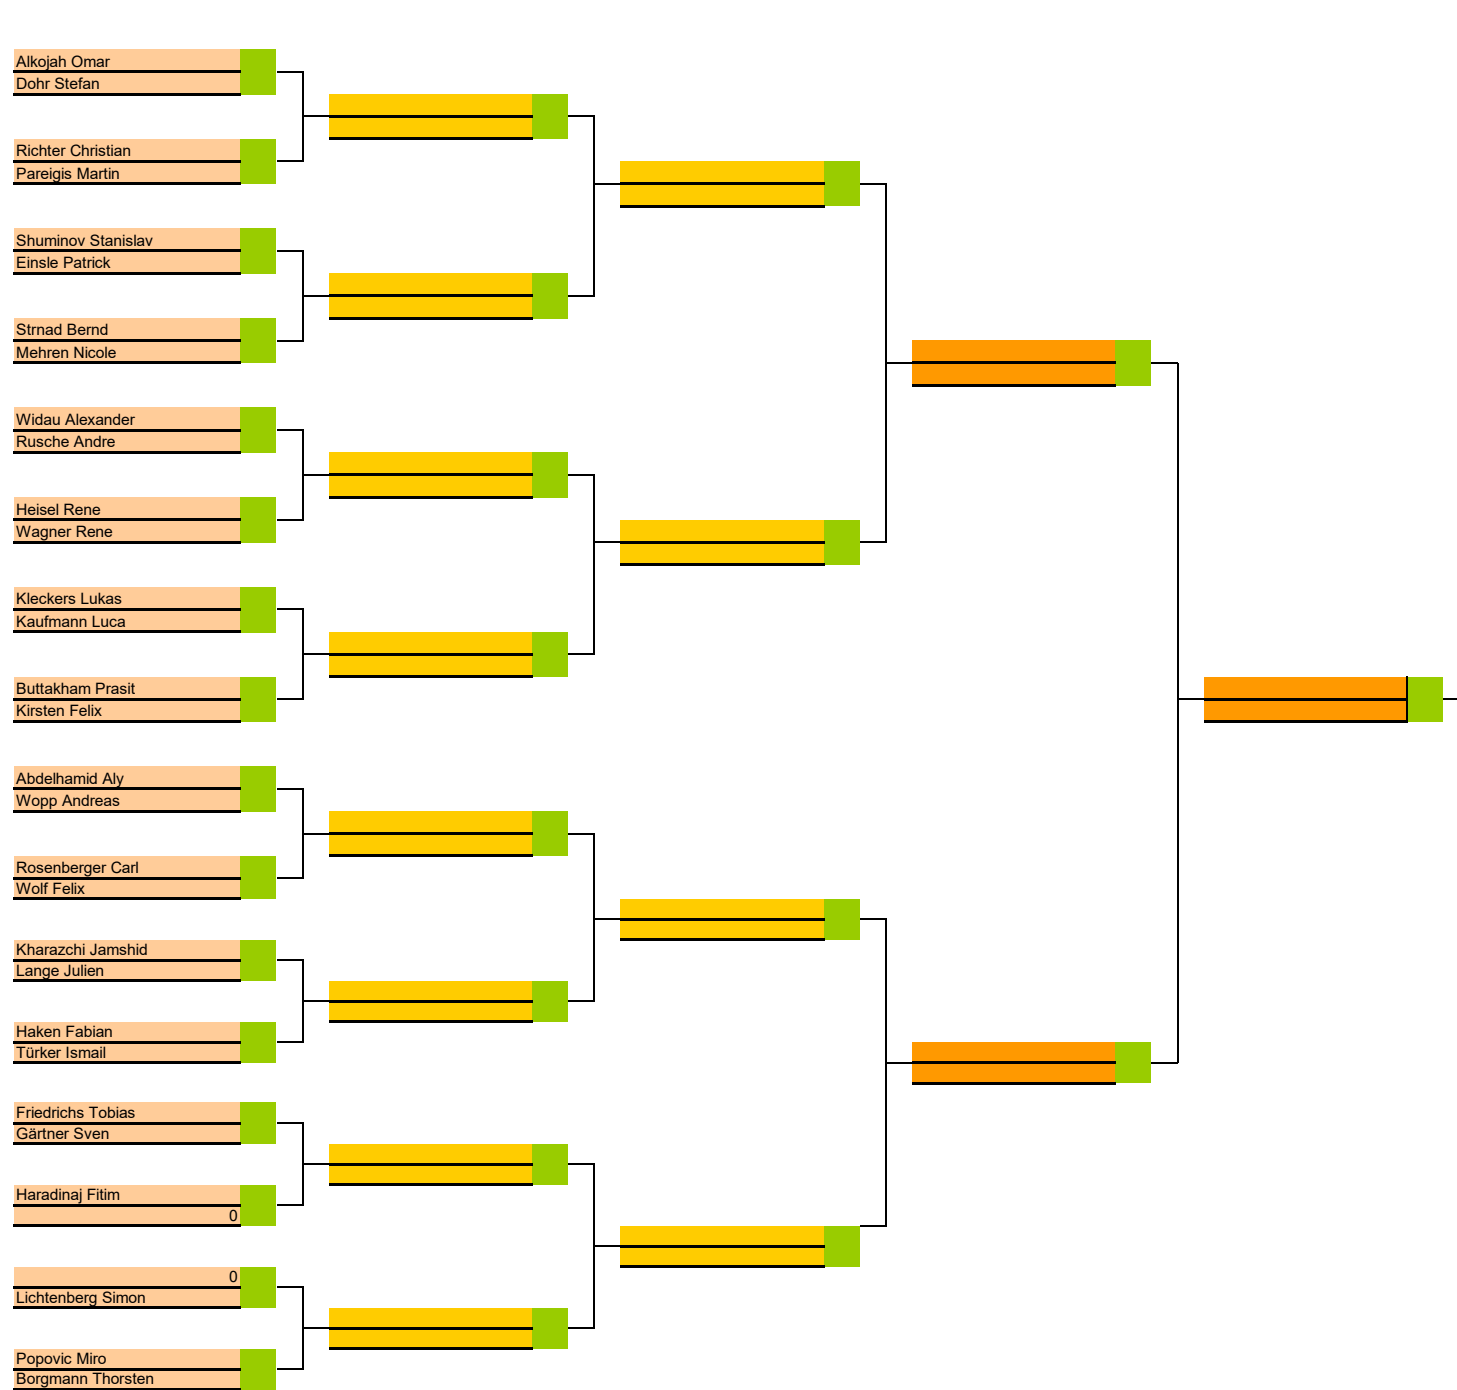 Alkojah Omar
Dohr Stefan
Richter Christian
Pareigis Martin
Shuminov Stanislav
Einsle Patrick
Strnad Bernd
Mehren Nicole
Widau Alexander
Rusche Andre
Heisel Rene
Wagner Rene
Kleckers Lukas
Kaufmann Luca
Buttakham Prasit
Kirsten Felix
Abdelhamid Aly
Wopp Andreas
Rosenberger Carl
Wolf Felix
Kharazchi Jamshid
Lange Julien
Haken Fabian
Türker Ismail
Friedrichs Tobias
Gärtner Sven
Haradinaj Fitim
0
0
Lichtenberg Simon
Popovic Miro
Borgmann Thorsten